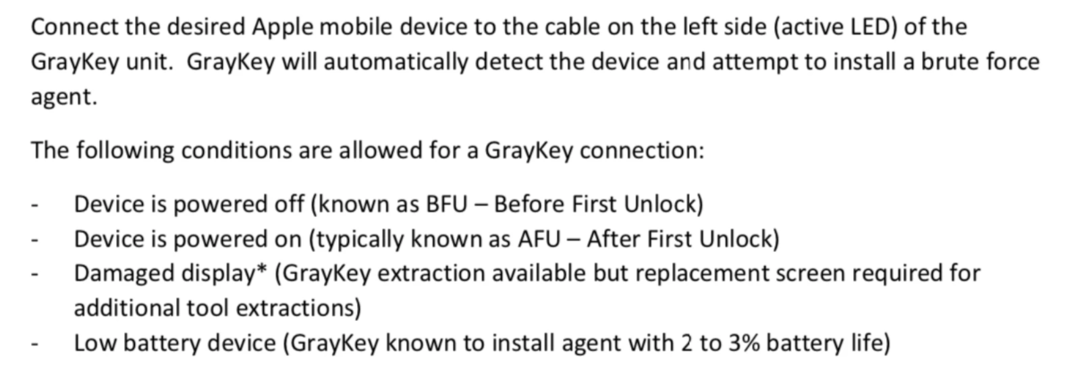 Connect the desired Apple mobile device to the cable on the left side (active LED) of the
GrayKey unit.  GrayKey will automatically detect the device and attempt to install a brute force
agent.
The following conditions are allowed for a GrayKey connection:
- Device is powered off (known as BFU – Before First Unlock)
- Device is powered on (typically known as AFU – After First Unlock)
- Damaged display* (GrayKey extraction available but replacement screen required for
additional tool extractions)
- Low battery device (GrayKey known to install agent with 2 to 3% battery life)